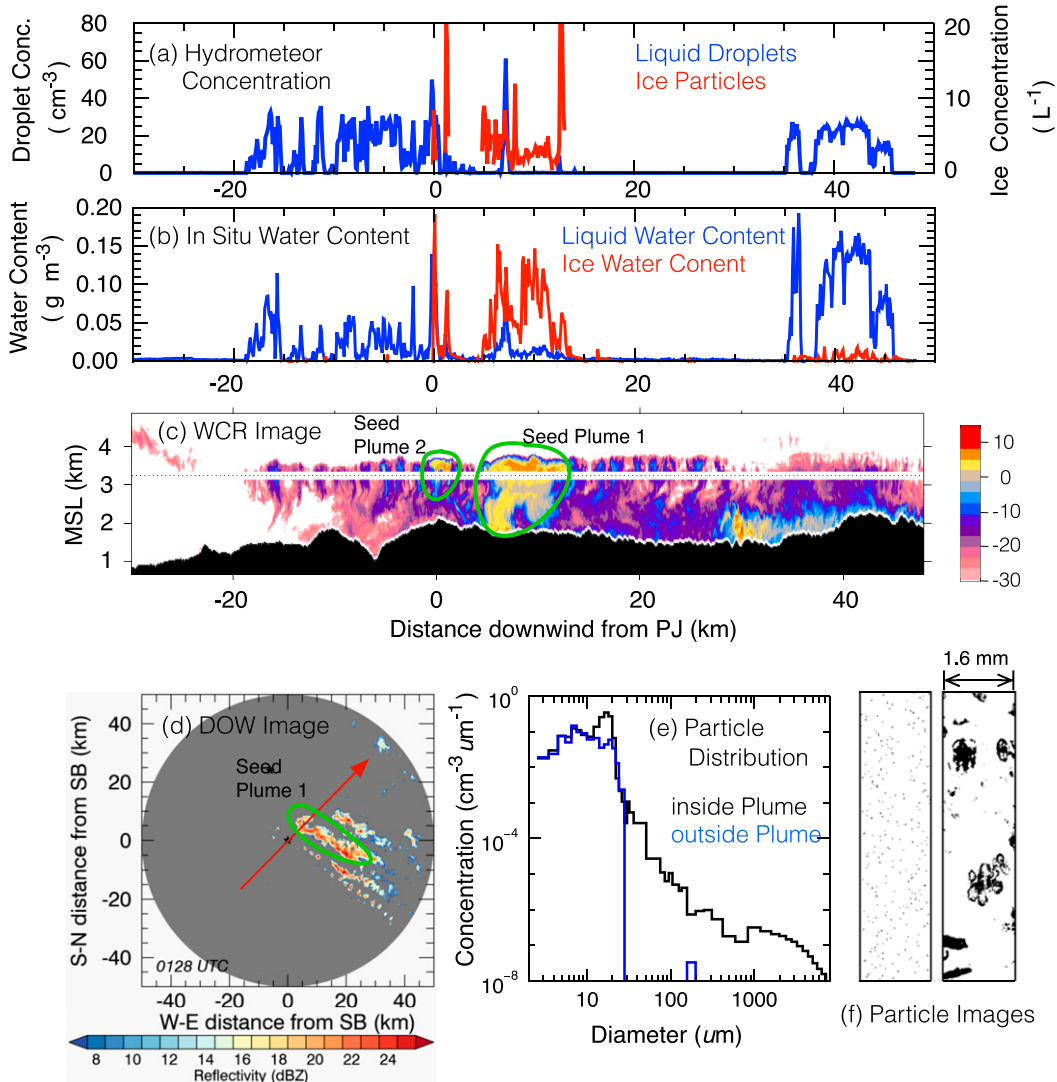 Droplet Conc.
( cm-3)
80
60
40
20
0
(a) Hydrometeor
Concentration
Liquid Droplets
Ice Particles
20
10
0
Ice Concentration
( L-1)
-20
0
20
40
Water Content
( g m-3)
0.20
0.15
0.10
0.05
0.00
(b) In Situ Water Content
Liquid Water Content
Ice Water Conent
-20
0
20
40
MSL (km)
4
3
2
1
(c) WCR Image
Seed
Plume 2
Seed Plume 1
10
0
-10
-20
-30
-20
0
20
40
Distance downwind from PJ (km)
S-N distance from SB (km)
40
20
0
-20
-40
(d) DOW Image
Seed
Plume 1
0128 UTC
-40
-20
0
20
40
W-E distance from SB (km)
8
10
12
14
16
18
20
22
24
Reflectivity (dBZ)
Concentration (cm-3 um-1)
100
10-4
10-8
(e) Particle
Distribution
inside Plume
outside Plume
10
100
1000
Diameter (um)
1.6 mm
(f) Particle Images